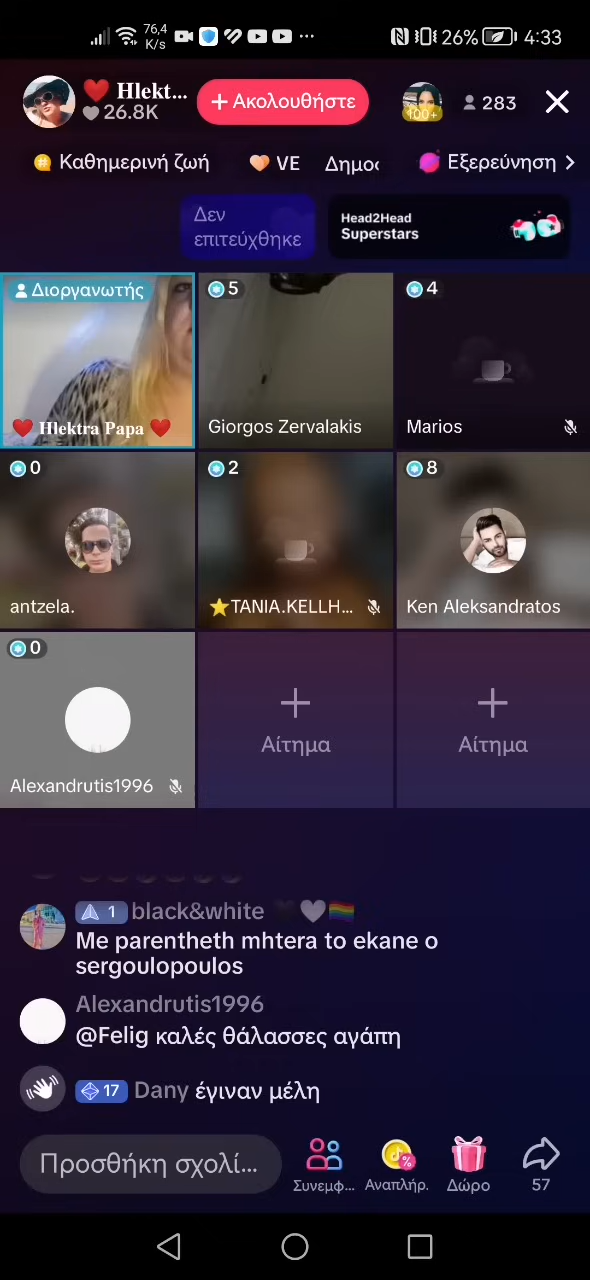 76,4
K/s
26%
4:33
❤️ Hlekt...
26.8K
+ Ακολουθήστε
100+
283
Καθημερινή ζωή
VE
Δημο
Εξερεύνηση
Δεν
επιτεύχθηκε
Head2Head
Superstars
Διοργανωτής
❤️ Hlektra Papa ❤️
5
Giorgos Zervalakis
4
Marios
0
antzela.
2
⭐TANIA.KELLH...
8
Ken Aleksandratos
0
Alexandrutis1996
Αίτημα
Αίτημα
1 black&white 🖤🤍🏳️‍🌈
Me parentheth mhtera to ekane o
sergoulopoulos
Alexandrutis1996
@Felig καλές θάλασσες αγάπη
17 Dany έγιναν μέλη
Προσθήκη σχολί...
Συνεμφ...
Αναπλήρ.
Δώρο
57